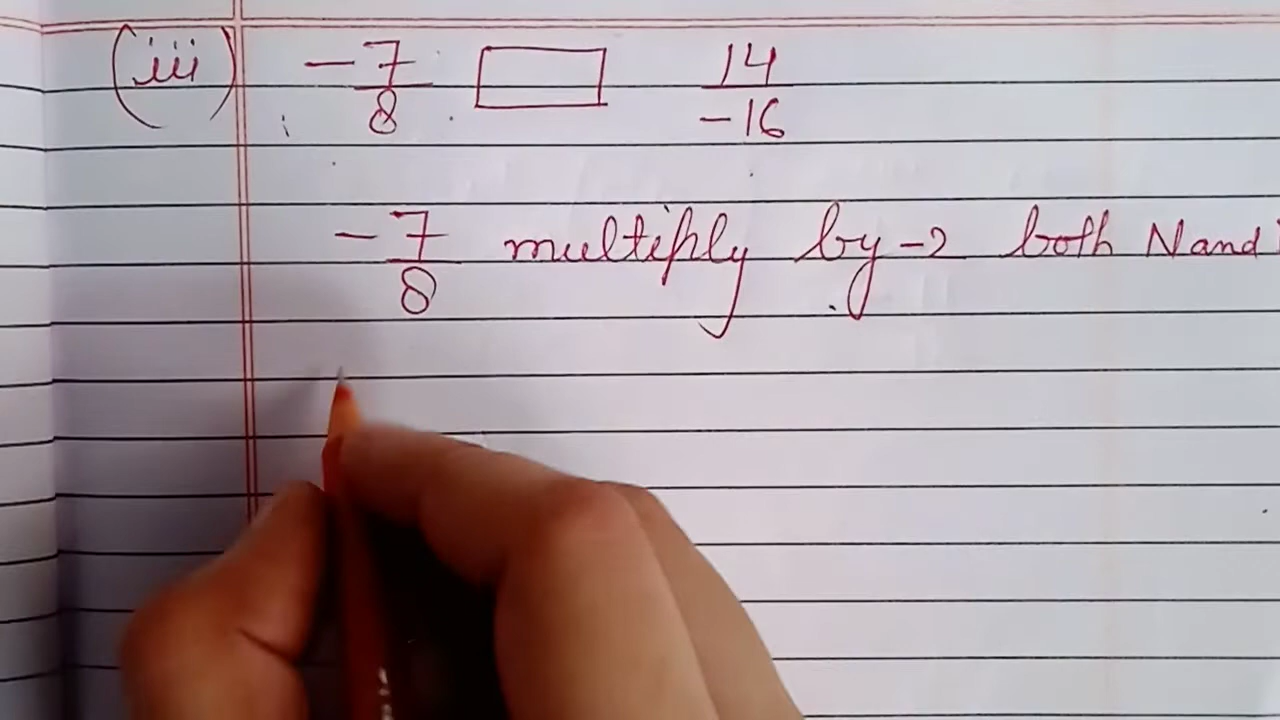 (iii) -7/8 □ 14/-16
-7/8 multiply by -2 both N and